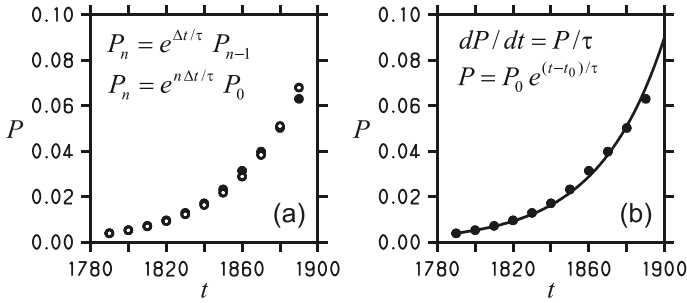 0.10
P_n = e^{Δt/τ} P_{n−1}
0.08
P_n = e^{nΔt/τ} P_0
0.06
P
0.04
0.02
(a)
0.00
1780 1820 1860 1900
t
0.10
dP/dt = P/τ
0.08
P = P_0 e^{(t−t_0)/τ}
0.06
P
0.04
0.02
(b)
0.00
1780 1820 1860 1900
t